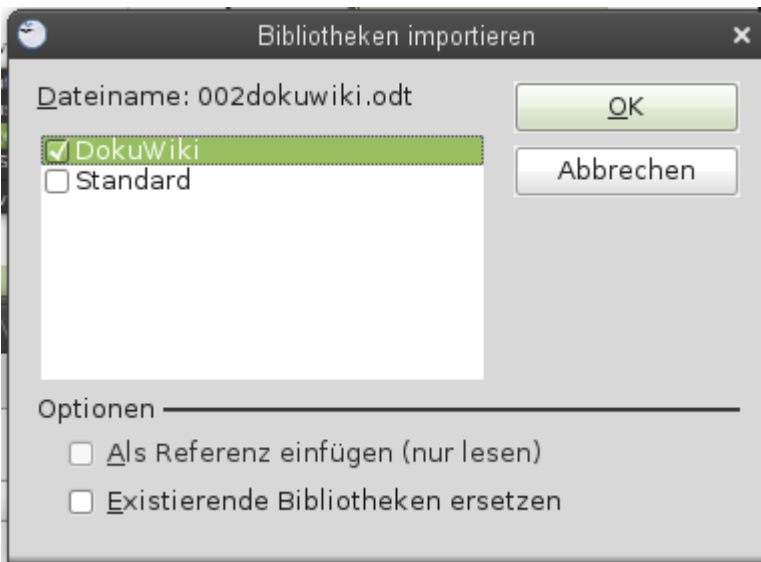 Bibliotheken importieren
Dateiname: 002dokuwiki.odt
OK
DokuWiki
Standard
Abbrechen
Optionen
Als Referenz einfügen (nur lesen)
Existierende Bibliotheken ersetzen